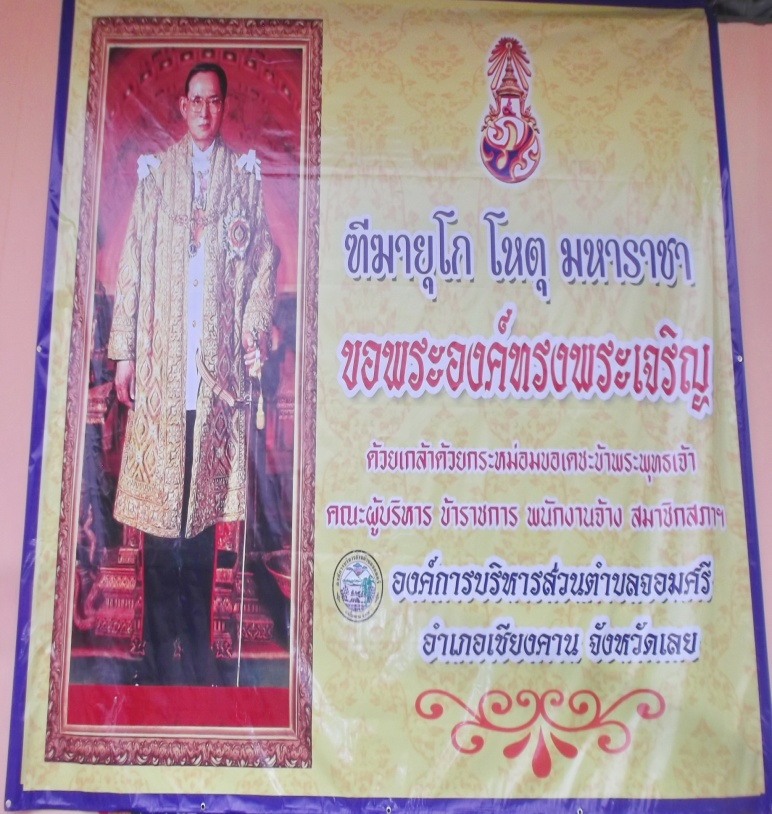 ฑีฆายุโก โหตุ มหาราชา
ขอพระองค์ทรงพระเจริญ
ด้วยเกล้าด้วยกระหม่อมขอเดชะข้าพระพุทธเจ้า
คณะผู้บริหาร ข้าราชการ พนักงานจ้าง สมาชิกสภาฯ
องค์การบริหารส่วนตำบลจอมศรี
อำเภอเชียงคาน จังหวัดเลย